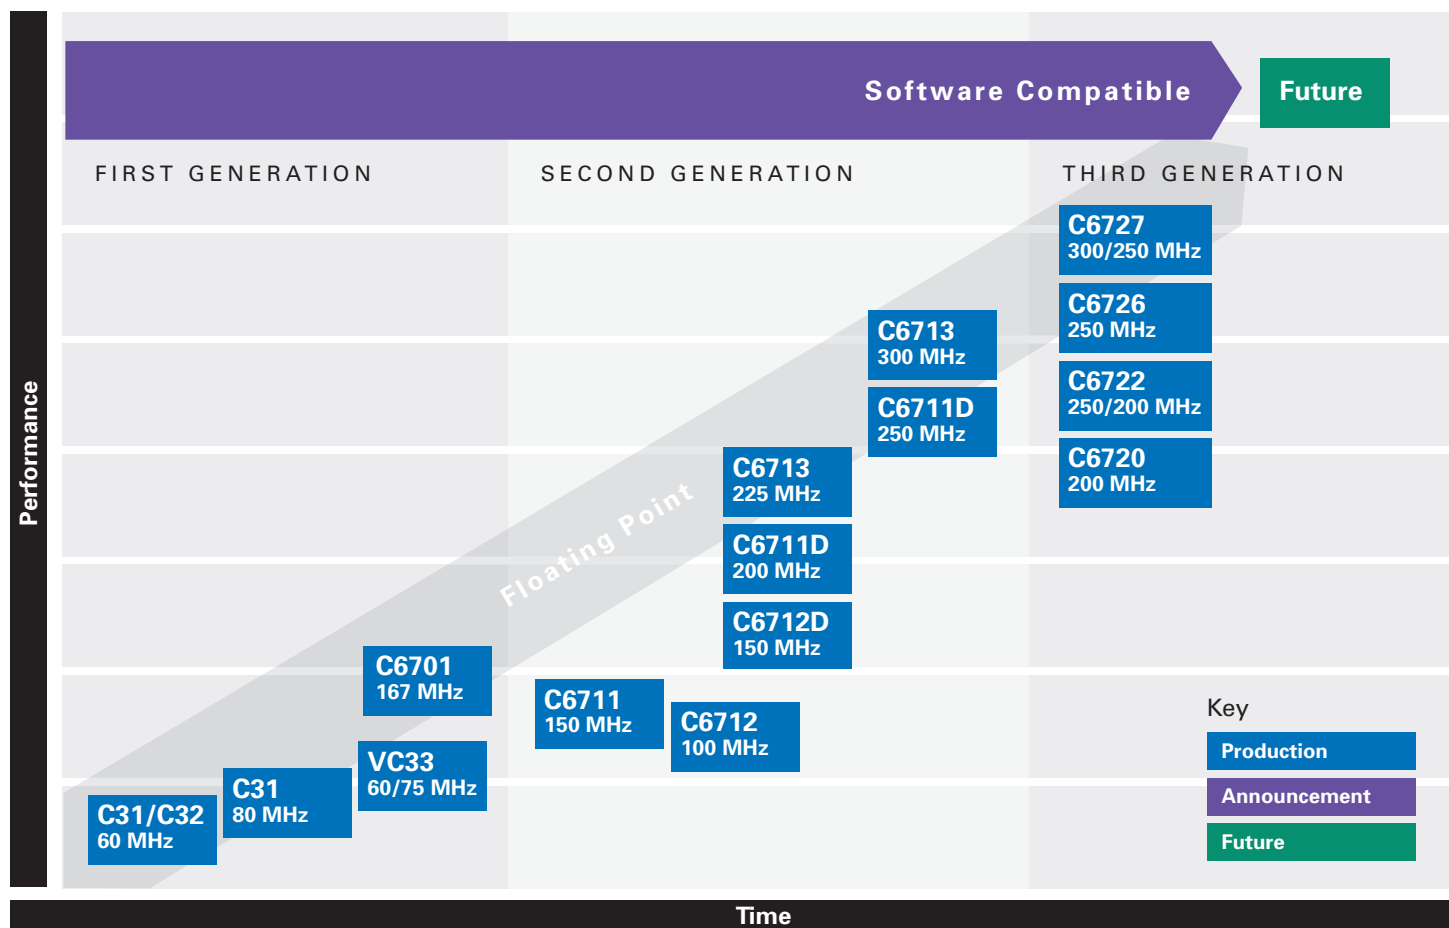 Software Compatible
Future
FIRST GENERATION
SECOND GENERATION
THIRD GENERATION
C6727
300/250 MHz
C6726
250 MHz
C6722
250/200 MHz
C6720
200 MHz
C6713
300 MHz
C6711D
250 MHz
C6713
225 MHz
C6711D
200 MHz
C6712D
150 MHz
Floating Point
C6701
167 MHz
C6711
150 MHz
C6712
100 MHz
VC33
60/75 MHz
C31
80 MHz
C31/C32
60 MHz
Performance
Key
Production
Announcement
Future
Time